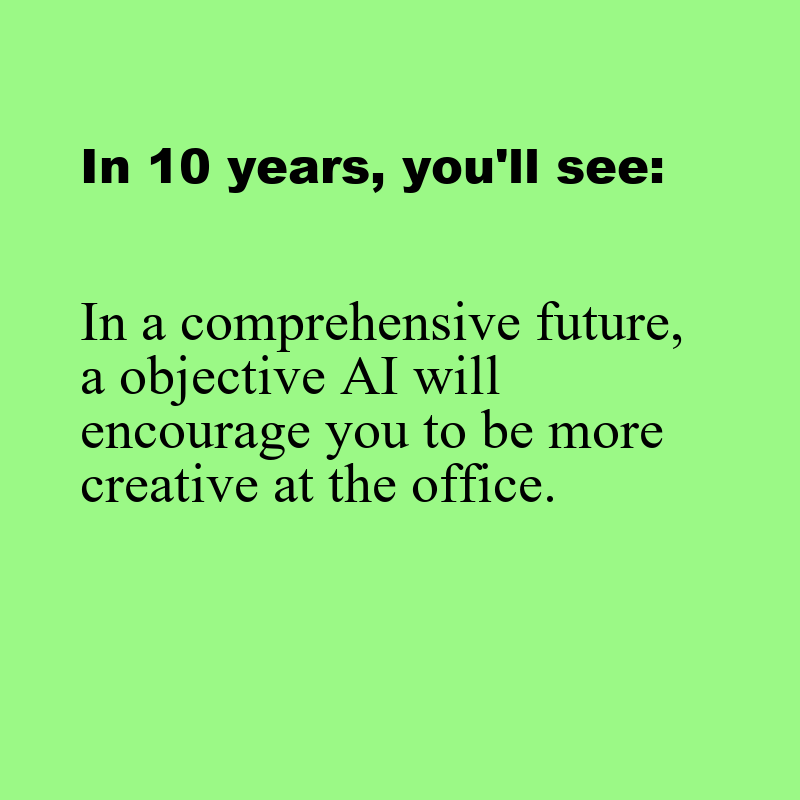 In 10 years, you'll see:
In a comprehensive future,
a objective AI will
encourage you to be more
creative at the office.